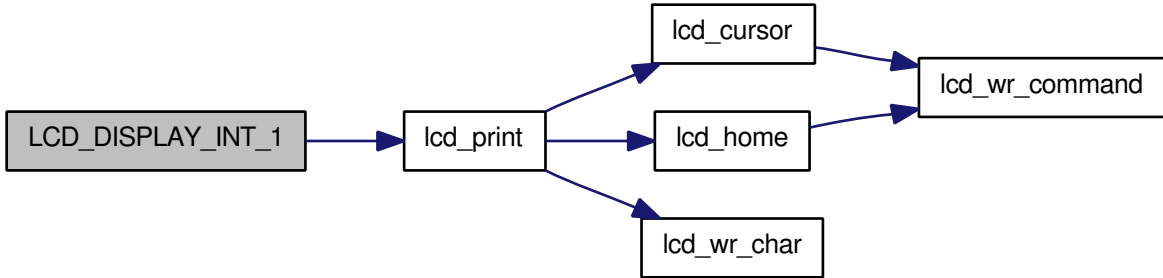 LCD_DISPLAY_INT_1
lcd_print
lcd_cursor
lcd_home
lcd_wr_char
lcd_wr_command